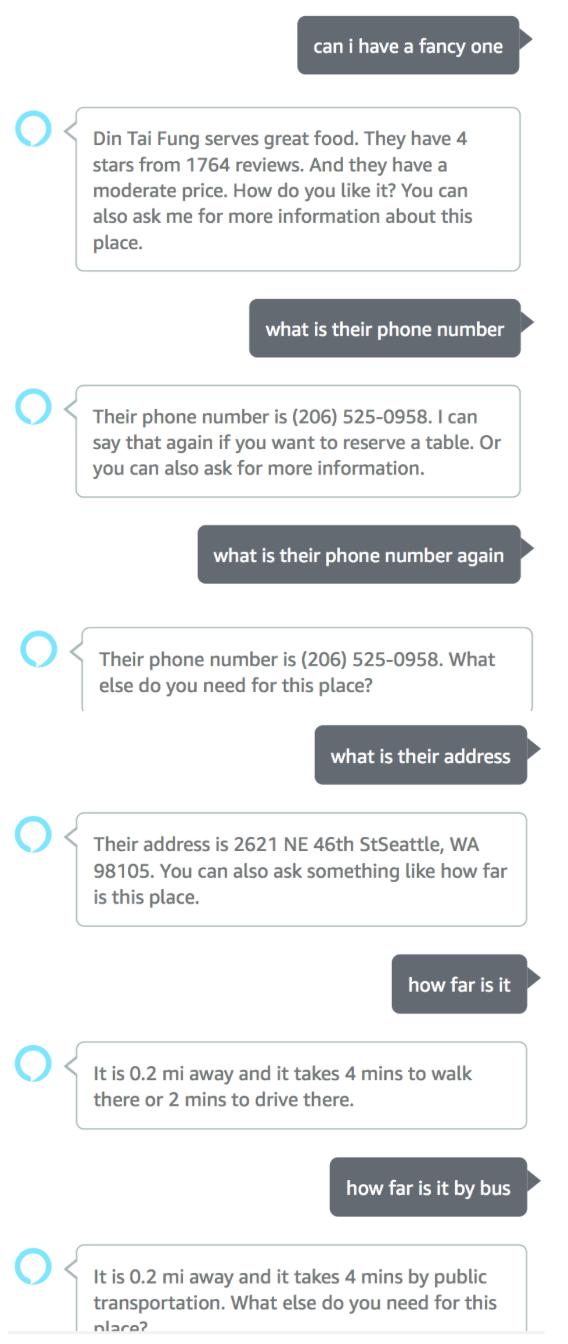 can i have a fancy one
Din Tai Fung serves great food. They have 4
stars from 1764 reviews. And they have a
moderate price. How do you like it? You can
also ask me for more information about this
place.
what is their phone number
Their phone number is (206) 525-0958. I can
say that again if you want to reserve a table. Or
you can also ask for more information.
what is their phone number again
Their phone number is (206) 525-0958. What
else do you need for this place?
what is their address
Their address is 2621 NE 46th StSeattle, WA
98105. You can also ask something like how far
is this place.
how far is it
It is 0.2 mi away and it takes 4 mins to walk
there or 2 mins to drive there.
how far is it by bus
It is 0.2 mi away and it takes 4 mins by public
transportation. What else do you need for this
place?